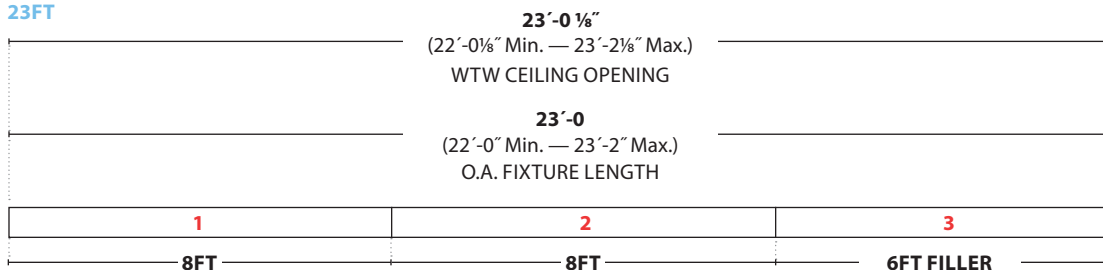 23FT
23´-0 ⅛˝
(22´-0⅛˝ Min. — 23´-2⅛˝ Max.)
WTW CEILING OPENING
23´-0
(22´-0˝ Min. — 23´-2˝ Max.)
O.A. FIXTURE LENGTH
1 2 3
8FT 8FT 6FT FILLER